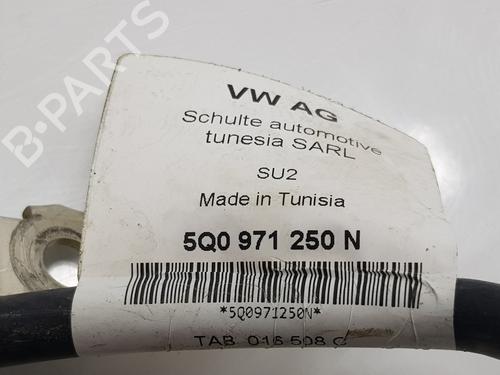 VW AG
Schulte automotive
tunesia SARL
SU2
Made in Tunisia
5Q0 971 250 N
*5Q0971250N*
TAB 016 508 C
B-PARTS